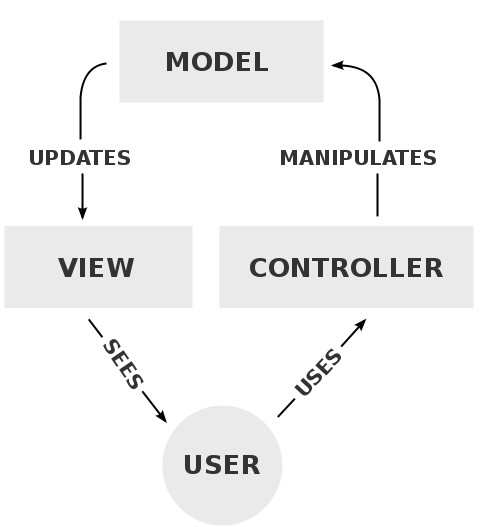 MODEL
UPDATES
MANIPULATES
VIEW
CONTROLLER
SEES
USES
USER